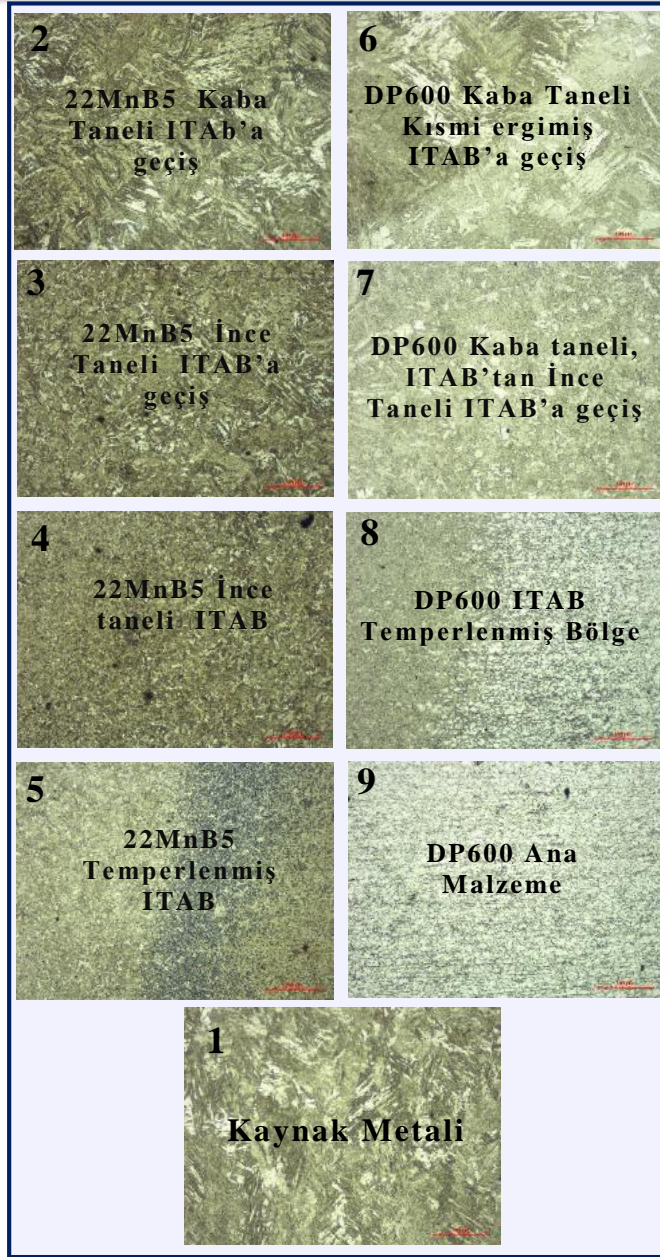 2
22MnB5 Kaba
Taneli ITAb’a
geçiş
6
DP600 Kaba Taneli
Kısmi ergimiş
ITAB’a geçiş
3
22MnB5 İnce
Taneli ITAB’a
geçiş
7
DP600 Kaba taneli,
ITAB’tan İnce
Taneli ITAB’a geçiş
4
22MnB5 İnce
taneli ITAB
8
DP600 ITAB
Temperlenmiş Bölge
5
22MnB5
Temperlenmiş
ITAB
9
DP600 Ana
Malzeme
1
Kaynak Metali